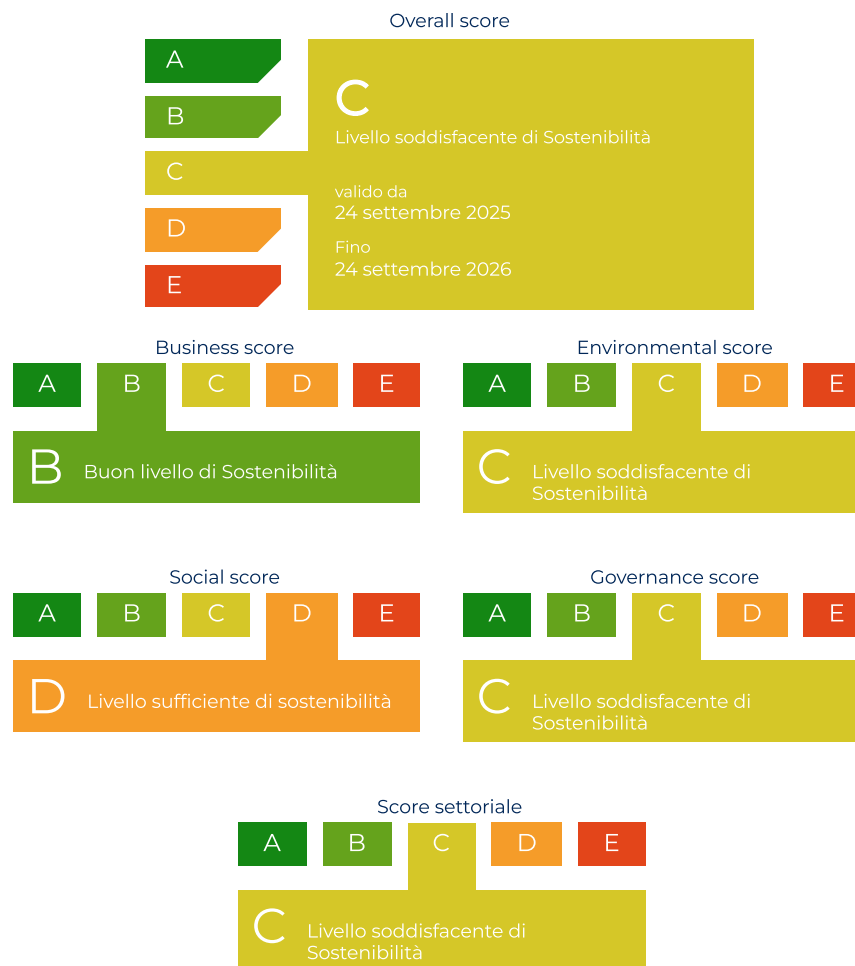 Overall score
A
B
C
D
E
C
Livello soddisfacente di Sostenibilità
valido da
24 settembre 2025
Fino
24 settembre 2026
Business score
A B C D E
B Buon livello di Sostenibilità
Environmental score
A B C D E
C Livello soddisfacente di
Sostenibilità
Social score
A B C D E
D Livello sufficiente di sostenibilità
Governance score
A B C D E
C Livello soddisfacente di
Sostenibilità
Score settoriale
A B C D E
C Livello soddisfacente di
Sostenibilità